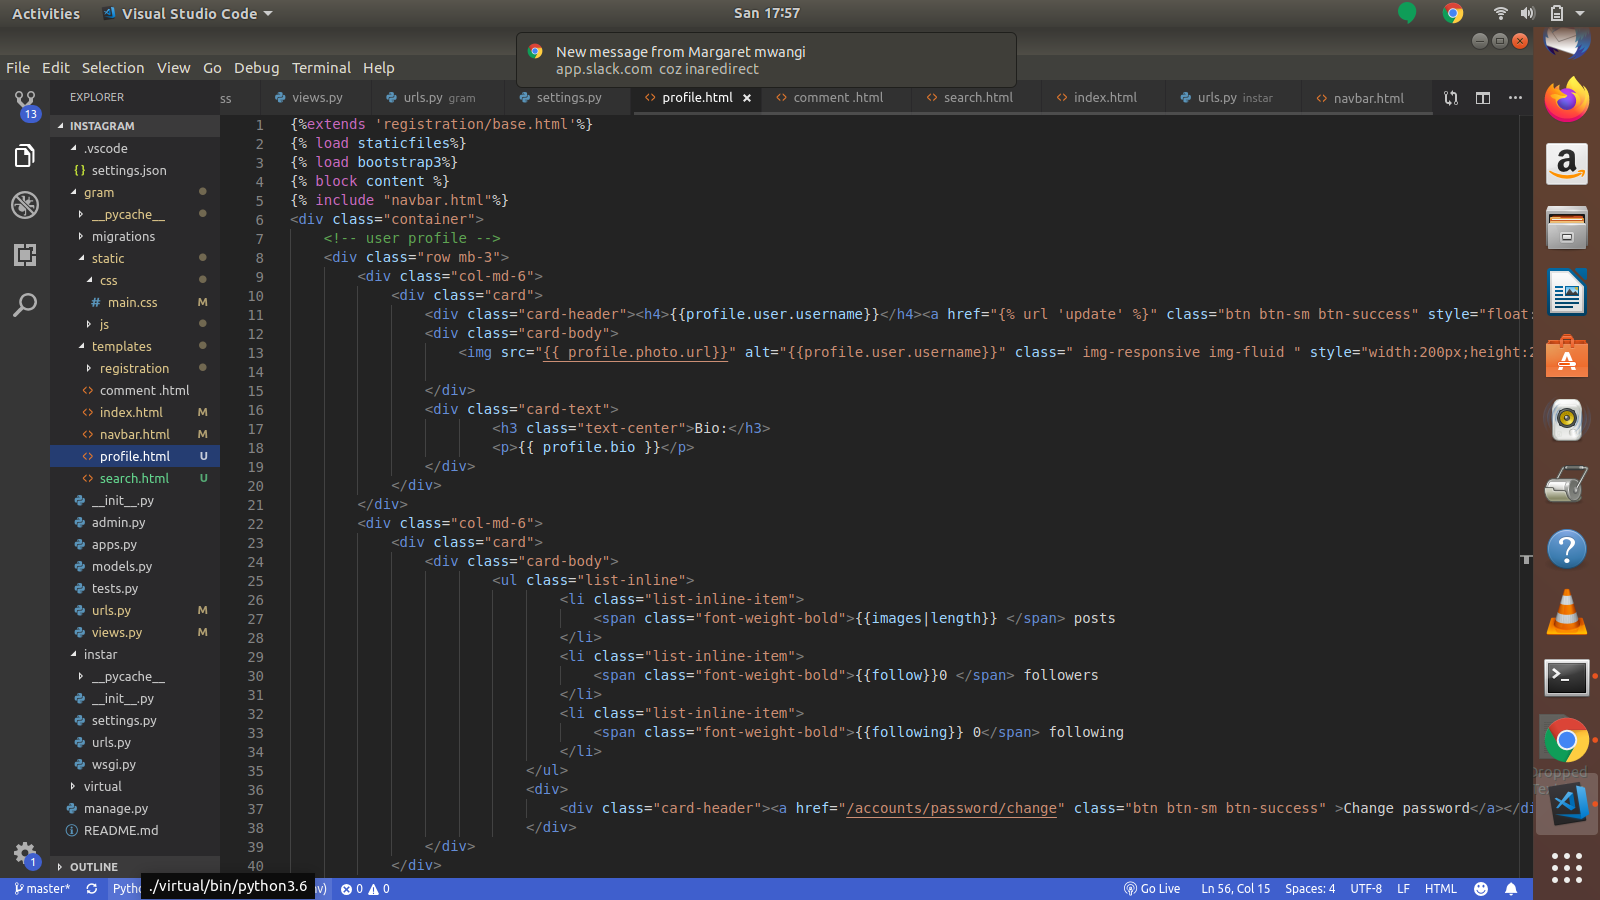 Activities Visual Studio Code San 17:57
New message from Margaret mwangi
app.slack.com coz inaredirect
File Edit Selection View Go Debug Terminal Help
EXPLORER
ss views.py urls.py gram settings.py profile.html comment .html search.html index.html urls.py instar navbar.html
13
INSTAGRAM
.vscode
settings.json
gram
__pycache__
migrations
static
css
main.css M
js
templates
registration
comment .html
index.html M
navbar.html M
profile.html U
search.html U
__init__.py
admin.py
apps.py
models.py
tests.py
urls.py M
views.py M
instar
__pycache__
__init__.py
settings.py
urls.py
wsgi.py
virtual
manage.py
README.md
OUTLINE
1
1 {%extends 'registration/base.html'%}
2 {% load staticfiles%}
3 {% load bootstrap3%}
4 {% block content %}
5 {% include "navbar.html"%}
6 <div class="container">
7 <!-- user profile -->
8 <div class="row mb-3">
9 <div class="col-md-6">
10 <div class="card">
11 <div class="card-header"><h4>{{profile.user.username}}</h4><a href="{% url 'update' %}" class="btn btn-sm btn-success" style="float:
12 <div class="card-body">
13 <img src="{{ profile.photo.url}}" alt="{{profile.user.username}}" class=" img-responsive img-fluid " style="width:200px;height:2
14
15 </div>
16 <div class="card-text">
17 <h3 class="text-center">Bio:</h3>
18 <p>{{ profile.bio }}</p>
19 </div>
20 </div>
21 </div>
22 <div class="col-md-6">
23 <div class="card">
24 <div class="card-body">
25 <ul class="list-inline">
26 <li class="list-inline-item">
27 <span class="font-weight-bold">{{images|length}} </span> posts
28 </li>
29 <li class="list-inline-item">
30 <span class="font-weight-bold">{{follow}}0 </span> followers
31 </li>
32 <li class="list-inline-item">
33 <span class="font-weight-bold">{{following}} 0</span> following
34 </li>
35 </ul>
36 <div>
37 <div class="card-header"><a href="/accounts/password/change" class="btn btn-sm btn-success" >Change password</a></di
38 </div>
39 </div>
40 </div>
Dropped
master* Pyth ./virtual/bin/python3.6 v) 0 0 Go Live Ln 56, Col 15 Spaces: 4 UTF-8 LF HTML